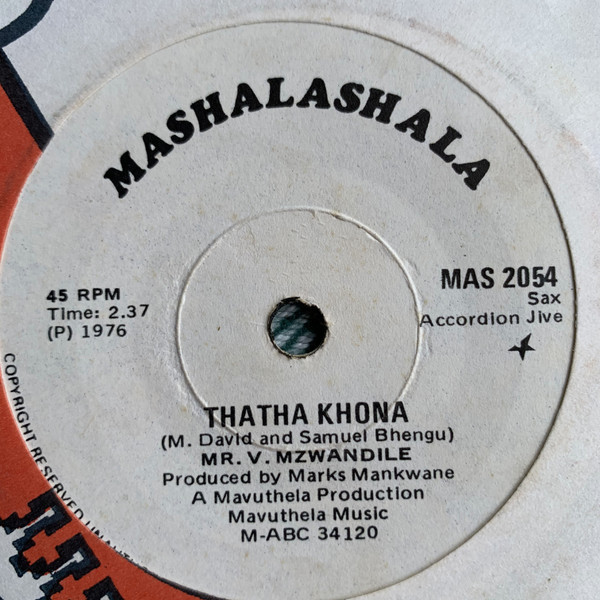 MASHALASHALA
45 RPM
Time: 2.37
(P) 1976
MAS 2054
Sax
Accordion Jive
THATHA KHONA
(M. David and Samuel Bhengu)
MR. V. MZWANDILE
Produced by Marks Mankwane
A Mavuthela Production
Mavuthela Music
M-ABC 34120
COPYRIGHT RESERVED